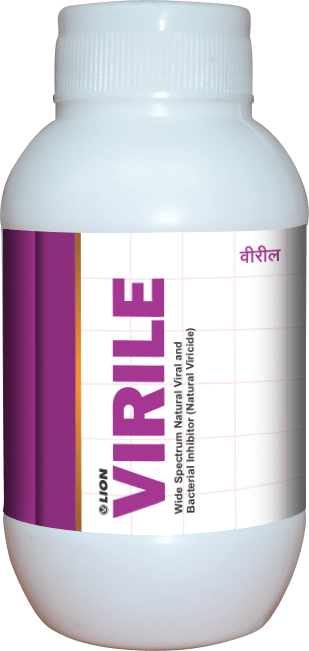 वीरील
LION
VIRILE
Wide Spectrum Natural Viral and
Bacterial Inhibitor (Natural Viricide)